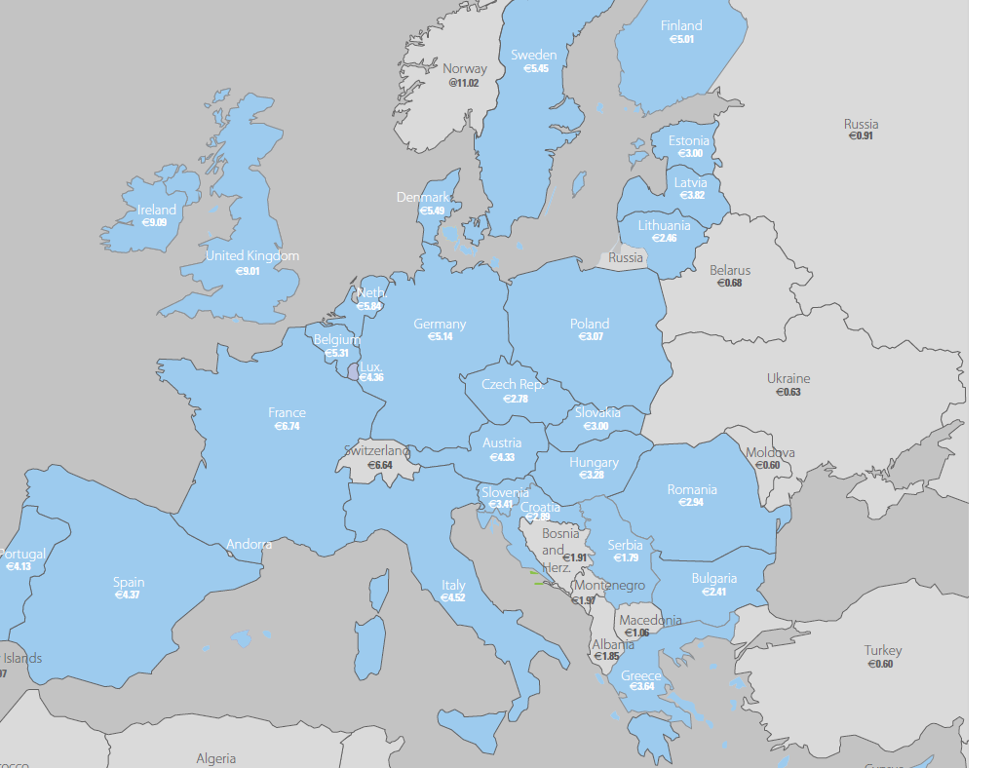 Finland
€5.01
Sweden
€5.45
Norway
@11.02
Russia
€0.91
Estonia
€3.00
Latvia
€3.82
Denmark
€5.49
Ireland
€9.09
Lithuania
€2.46
United Kingdom
€9.01
Russia
Belarus
€0.68
Neth.
€5.84
Germany
€5.14
Poland
€3.07
Belgium
€5.31
Lux.
€4.36
Czech Rep.
€2.78
Ukraine
€0.63
France
€6.74
Slovakia
€3.00
Switzerland
€6.64
Austria
€4.33
Moldova
€0.60
Hungary
€3.28
Slovenia
€3.41
Croatia
€2.89
Romania
€2.94
Bosnia
and €1.91
Herz.
Serbia
€1.79
Andorra
Portugal
€4.13
Spain
€4.37
Italy
€4.52
Montenegro
€1.97
Bulgaria
€2.41
Macedonia
€1.06
Albania
€1.85
Greece
€3.64
Turkey
€0.60
Islands
97
Algeria
occo
Cyprus